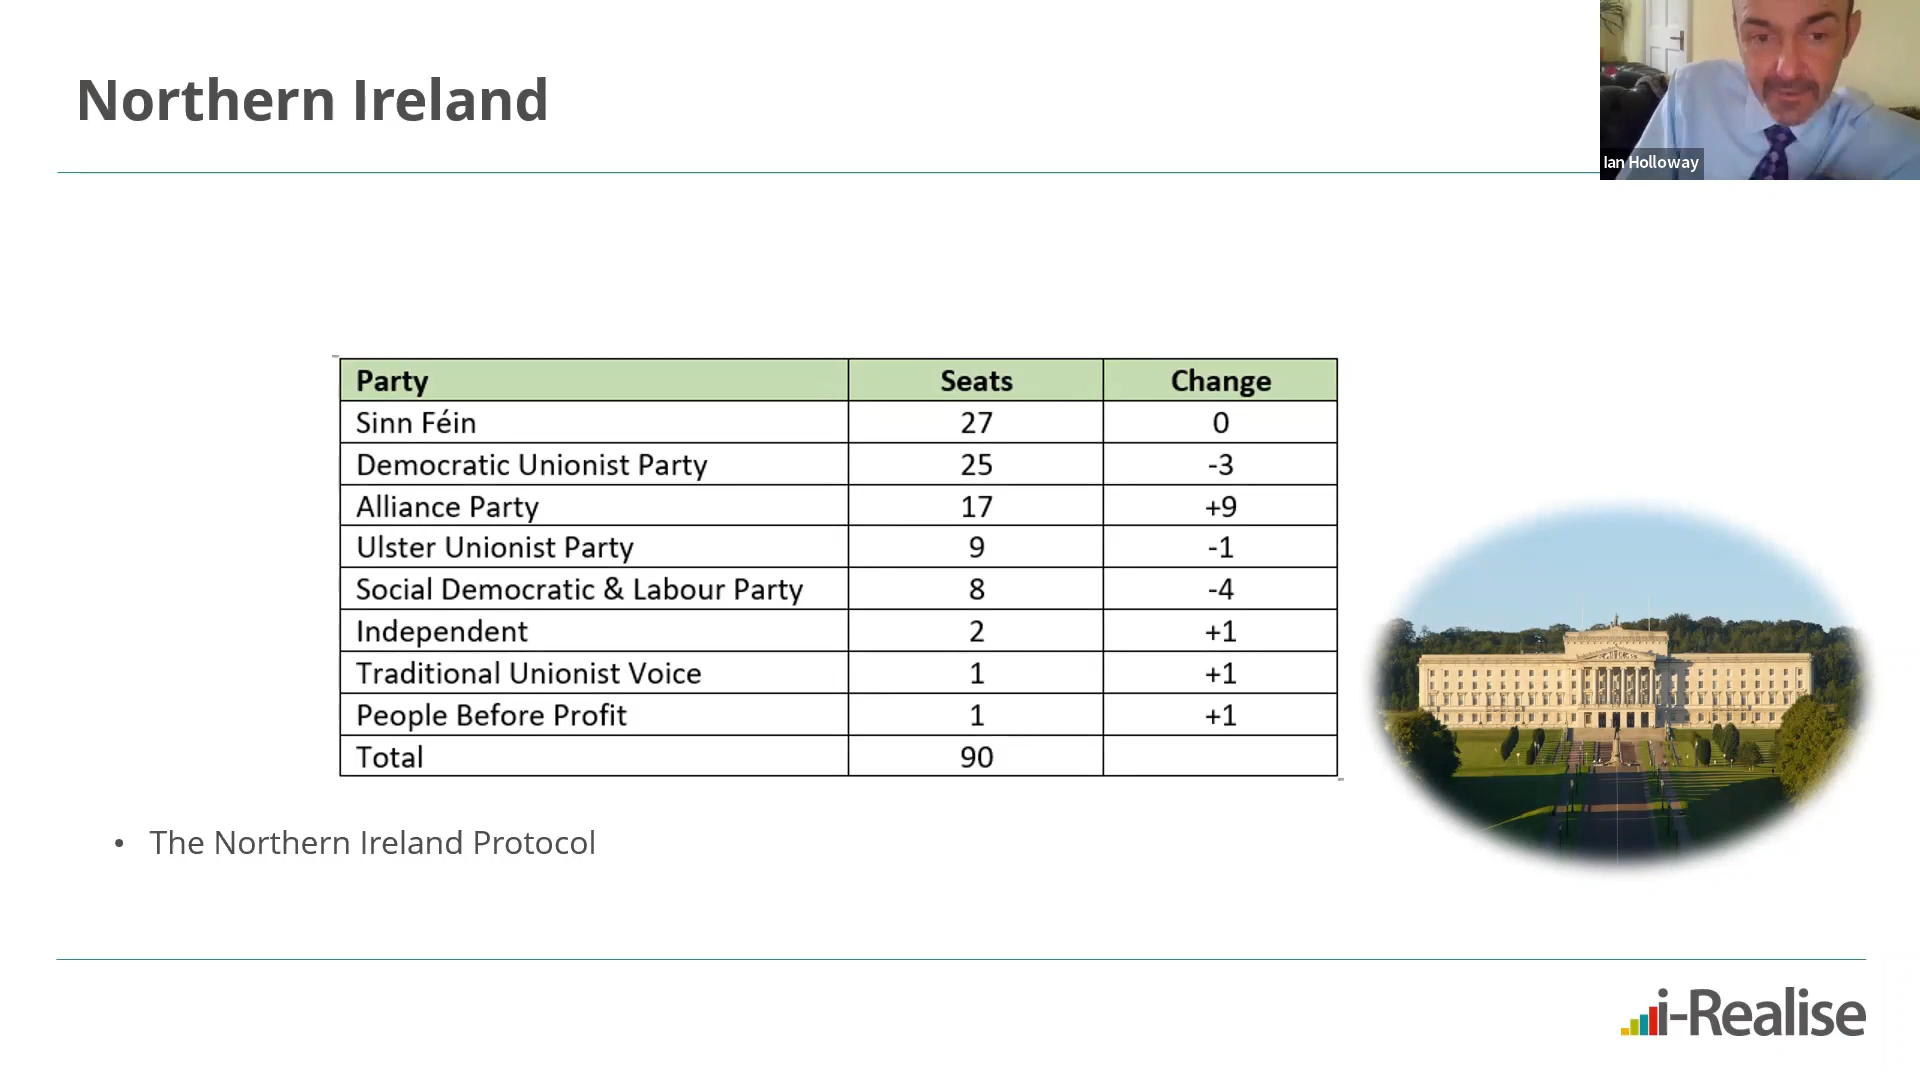 Northern Ireland
Ian Holloway
Party Seats Change
Sinn Féin 27 0
Democratic Unionist Party 25 -3
Alliance Party 17 +9
Ulster Unionist Party 9 -1
Social Democratic & Labour Party 8 -4
Independent 2 +1
Traditional Unionist Voice 1 +1
People Before Profit 1 +1
Total 90
• The Northern Ireland Protocol
i-Realise